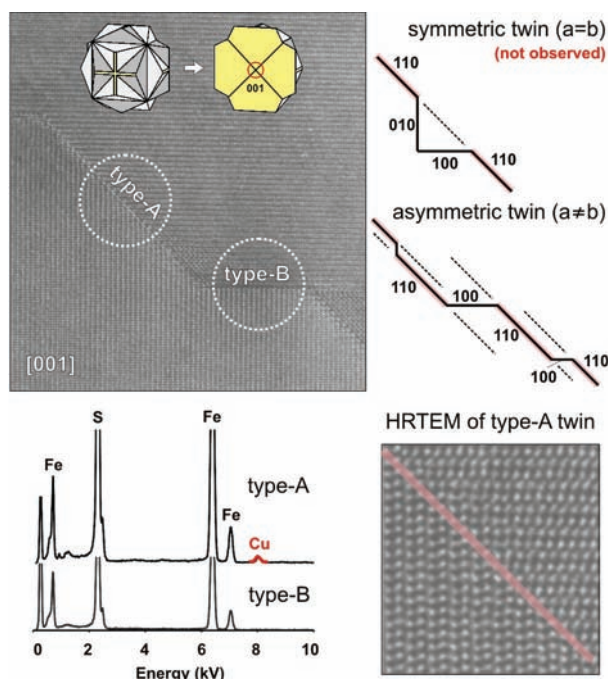 001
type-A
type-B
[001]
symmetric twin (a=b)
(not observed)
110
010
100
110
asymmetric twin (a≠b)
110
100
110
100
110
Fe
S
Fe
type-A
Fe
Cu
type-B
0
2
4
6
8
10
Energy (kV)
HRTEM of type-A twin